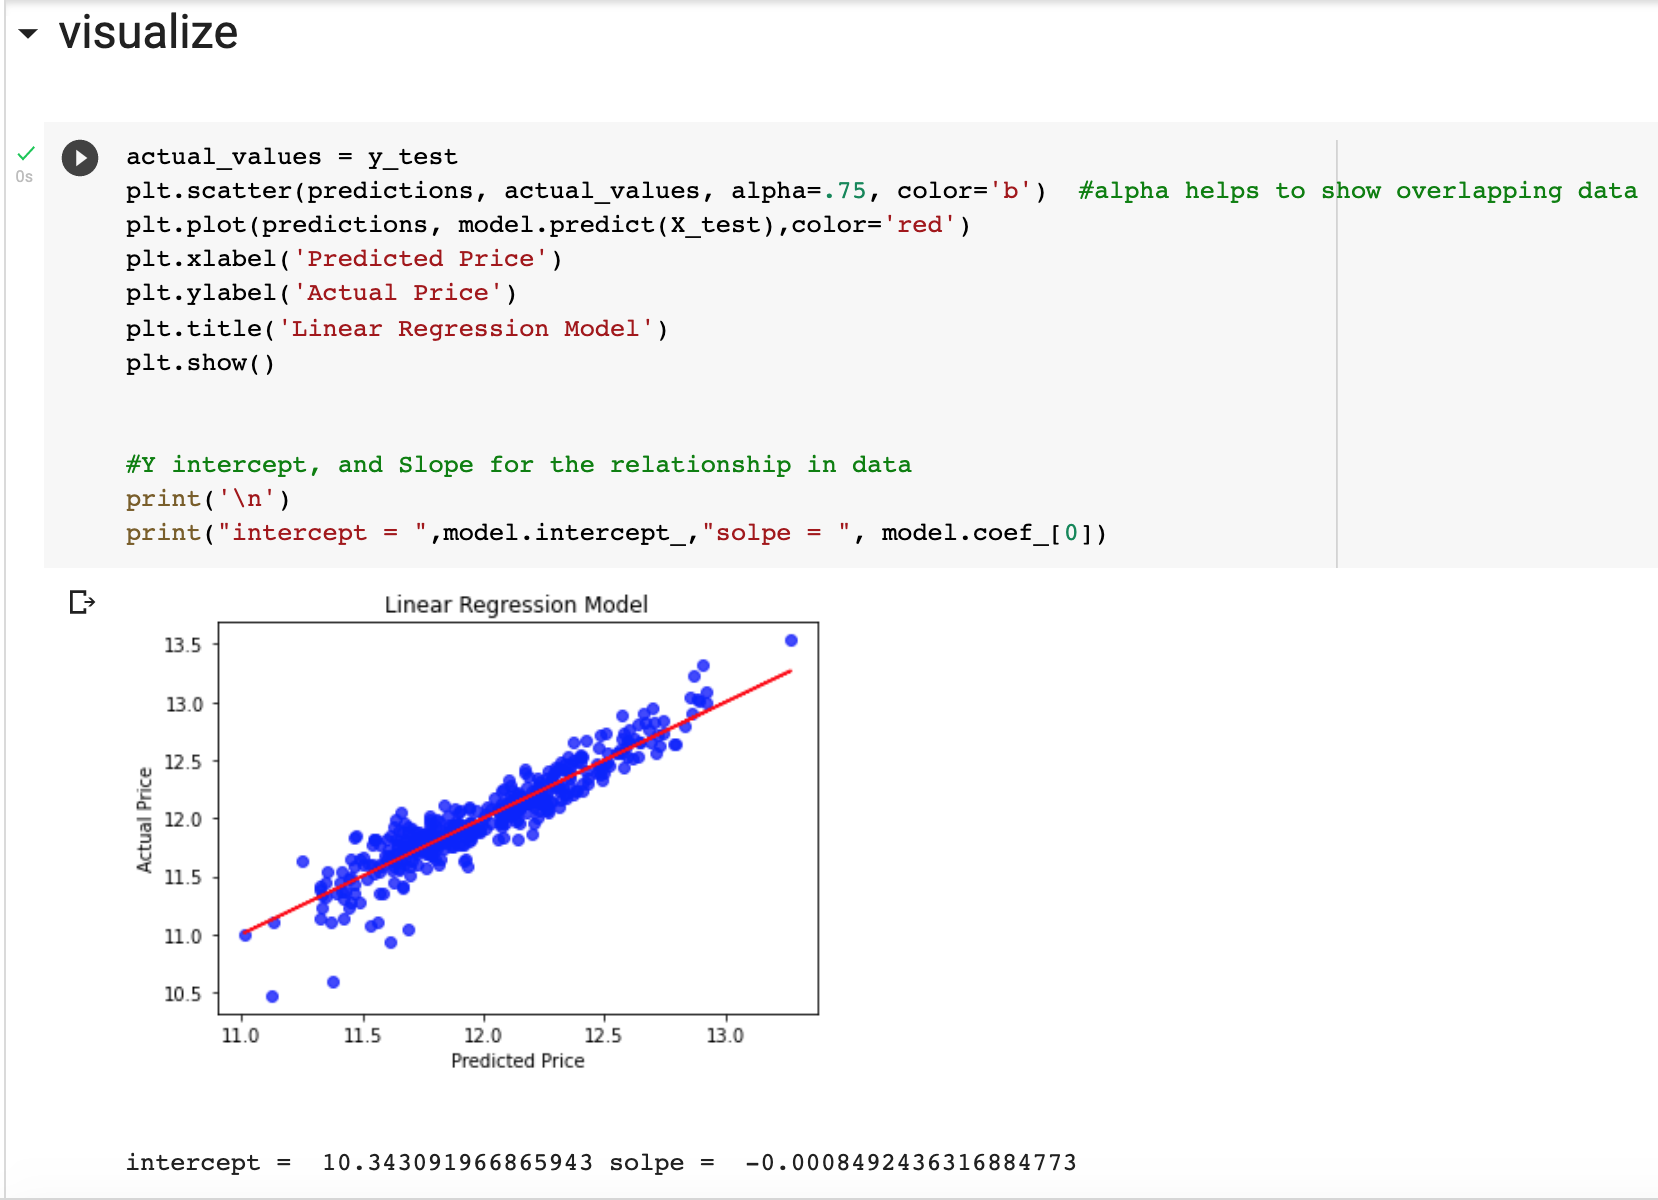 visualize
0s
actual_values = y_test
plt.scatter(predictions, actual_values, alpha=.75, color='b')  #alpha helps to show overlapping data
plt.plot(predictions, model.predict(X_test),color='red')
plt.xlabel('Predicted Price')
plt.ylabel('Actual Price')
plt.title('Linear Regression Model')
plt.show()
#Y intercept, and Slope for the relationship in data
print('\n')
print("intercept = ",model.intercept_,"solpe = ", model.coef_[0])
Linear Regression Model
13.5
13.0
12.5
12.0
11.5
11.0
10.5
Actual Price
11.0 11.5 12.0 12.5 13.0
Predicted Price
intercept =  10.343091966865943 solpe =  -0.0008492436316884773